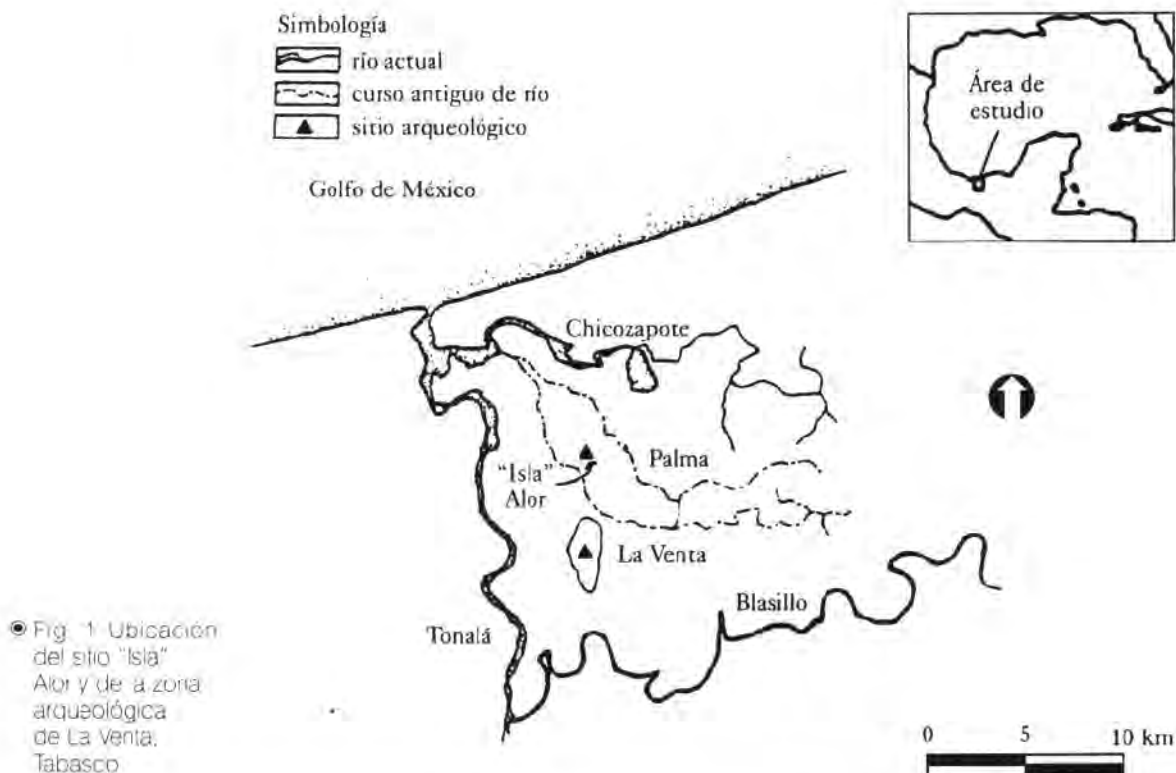 Simbología
río actual
curso antiguo de río
sitio arqueológico
Golfo de México
Área de
estudio
Chicozapote
"Isla"
Alor
Palma
La Venta
Blasillo
Tonalá
Fig. 1 Ubicación
del sitio "Isla"
Alor y de la zona
arqueológica
de La Venta,
Tabasco
0 5 10 km